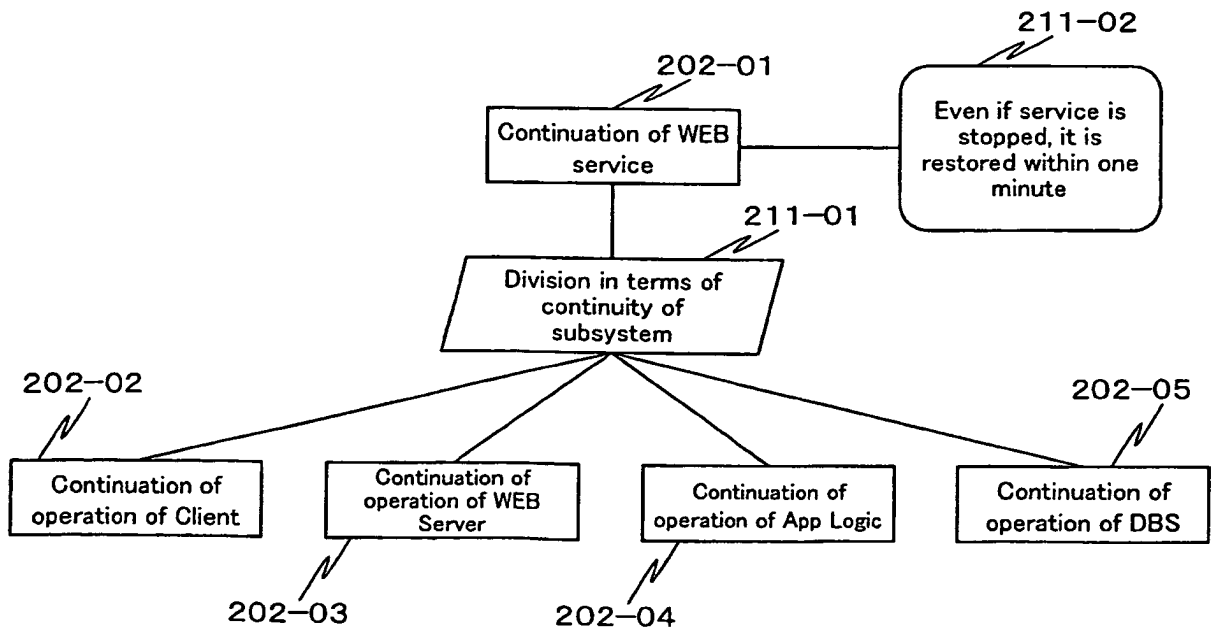 211-02
202-01
Even if service is
stopped, it is
restored within one
minute
Continuation of WEB
service
211-01
Division in terms of
continuity of
subsystem
202-02
202-05
Continuation of
operation of Client
Continuation of
operation of WEB
Server
Continuation of
operation of App Logic
Continuation of
operation of DBS
202-03
202-04